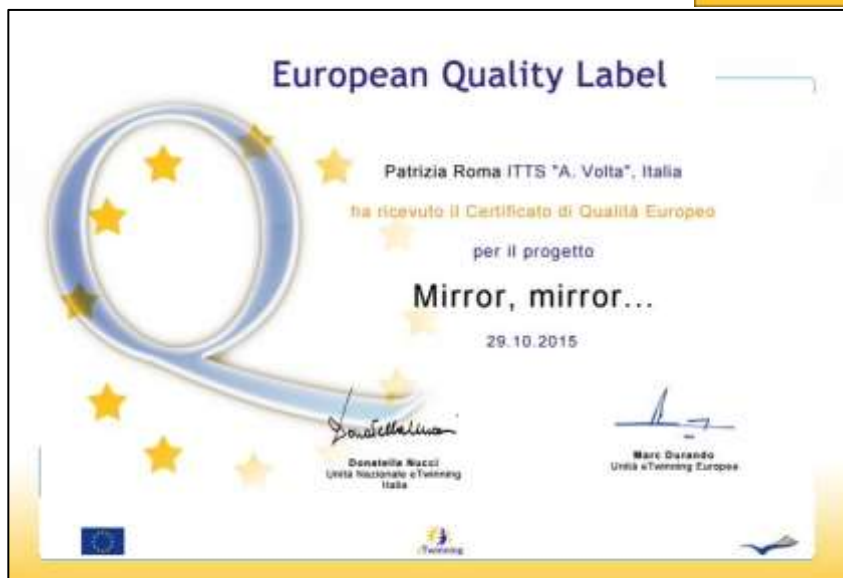 European Quality Label
Patrizia Roma ITTS "A. Volta", Italia
ha ricevuto il Certificato di Qualità Europeo
per il progetto
Mirror, mirror...
29.10.2015
Donatella Nucci
Unità Nazionale eTwinning
Italia
Marc Durando
Unità eTwinning Europea
eTwinning